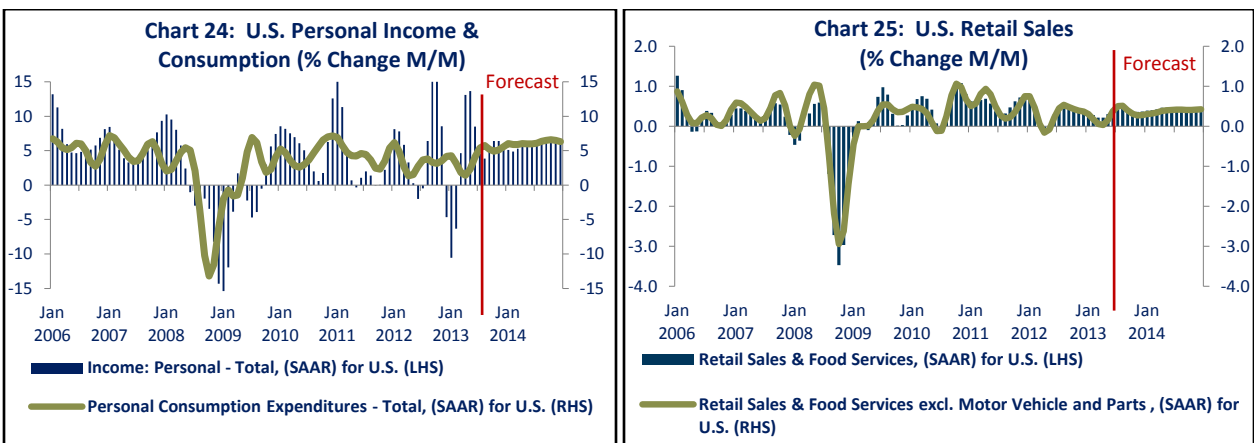 Chart 24: U.S. Personal Income &
Consumption (% Change M/M)
Forecast
15
10
5
0
-5
-10
-15
15
10
5
0
-5
-10
-15
Jan Jan Jan Jan Jan Jan Jan Jan Jan
2006 2007 2008 2009 2010 2011 2012 2013 2014
Income: Personal - Total, (SAAR) for U.S. (LHS)
Personal Consumption Expenditures - Total, (SAAR) for U.S. (RHS)
Chart 25: U.S. Retail Sales
(% Change M/M)
Forecast
2.0
1.0
0.0
-1.0
-2.0
-3.0
-4.0
2.0
1.0
0.0
-1.0
-2.0
-3.0
-4.0
Jan Jan Jan Jan Jan Jan Jan Jan Jan
2006 2007 2008 2009 2010 2011 2012 2013 2014
Retail Sales & Food Services, (SAAR) for U.S. (LHS)
Retail Sales & Food Services excl. Motor Vehicle and Parts , (SAAR) for
U.S. (RHS)